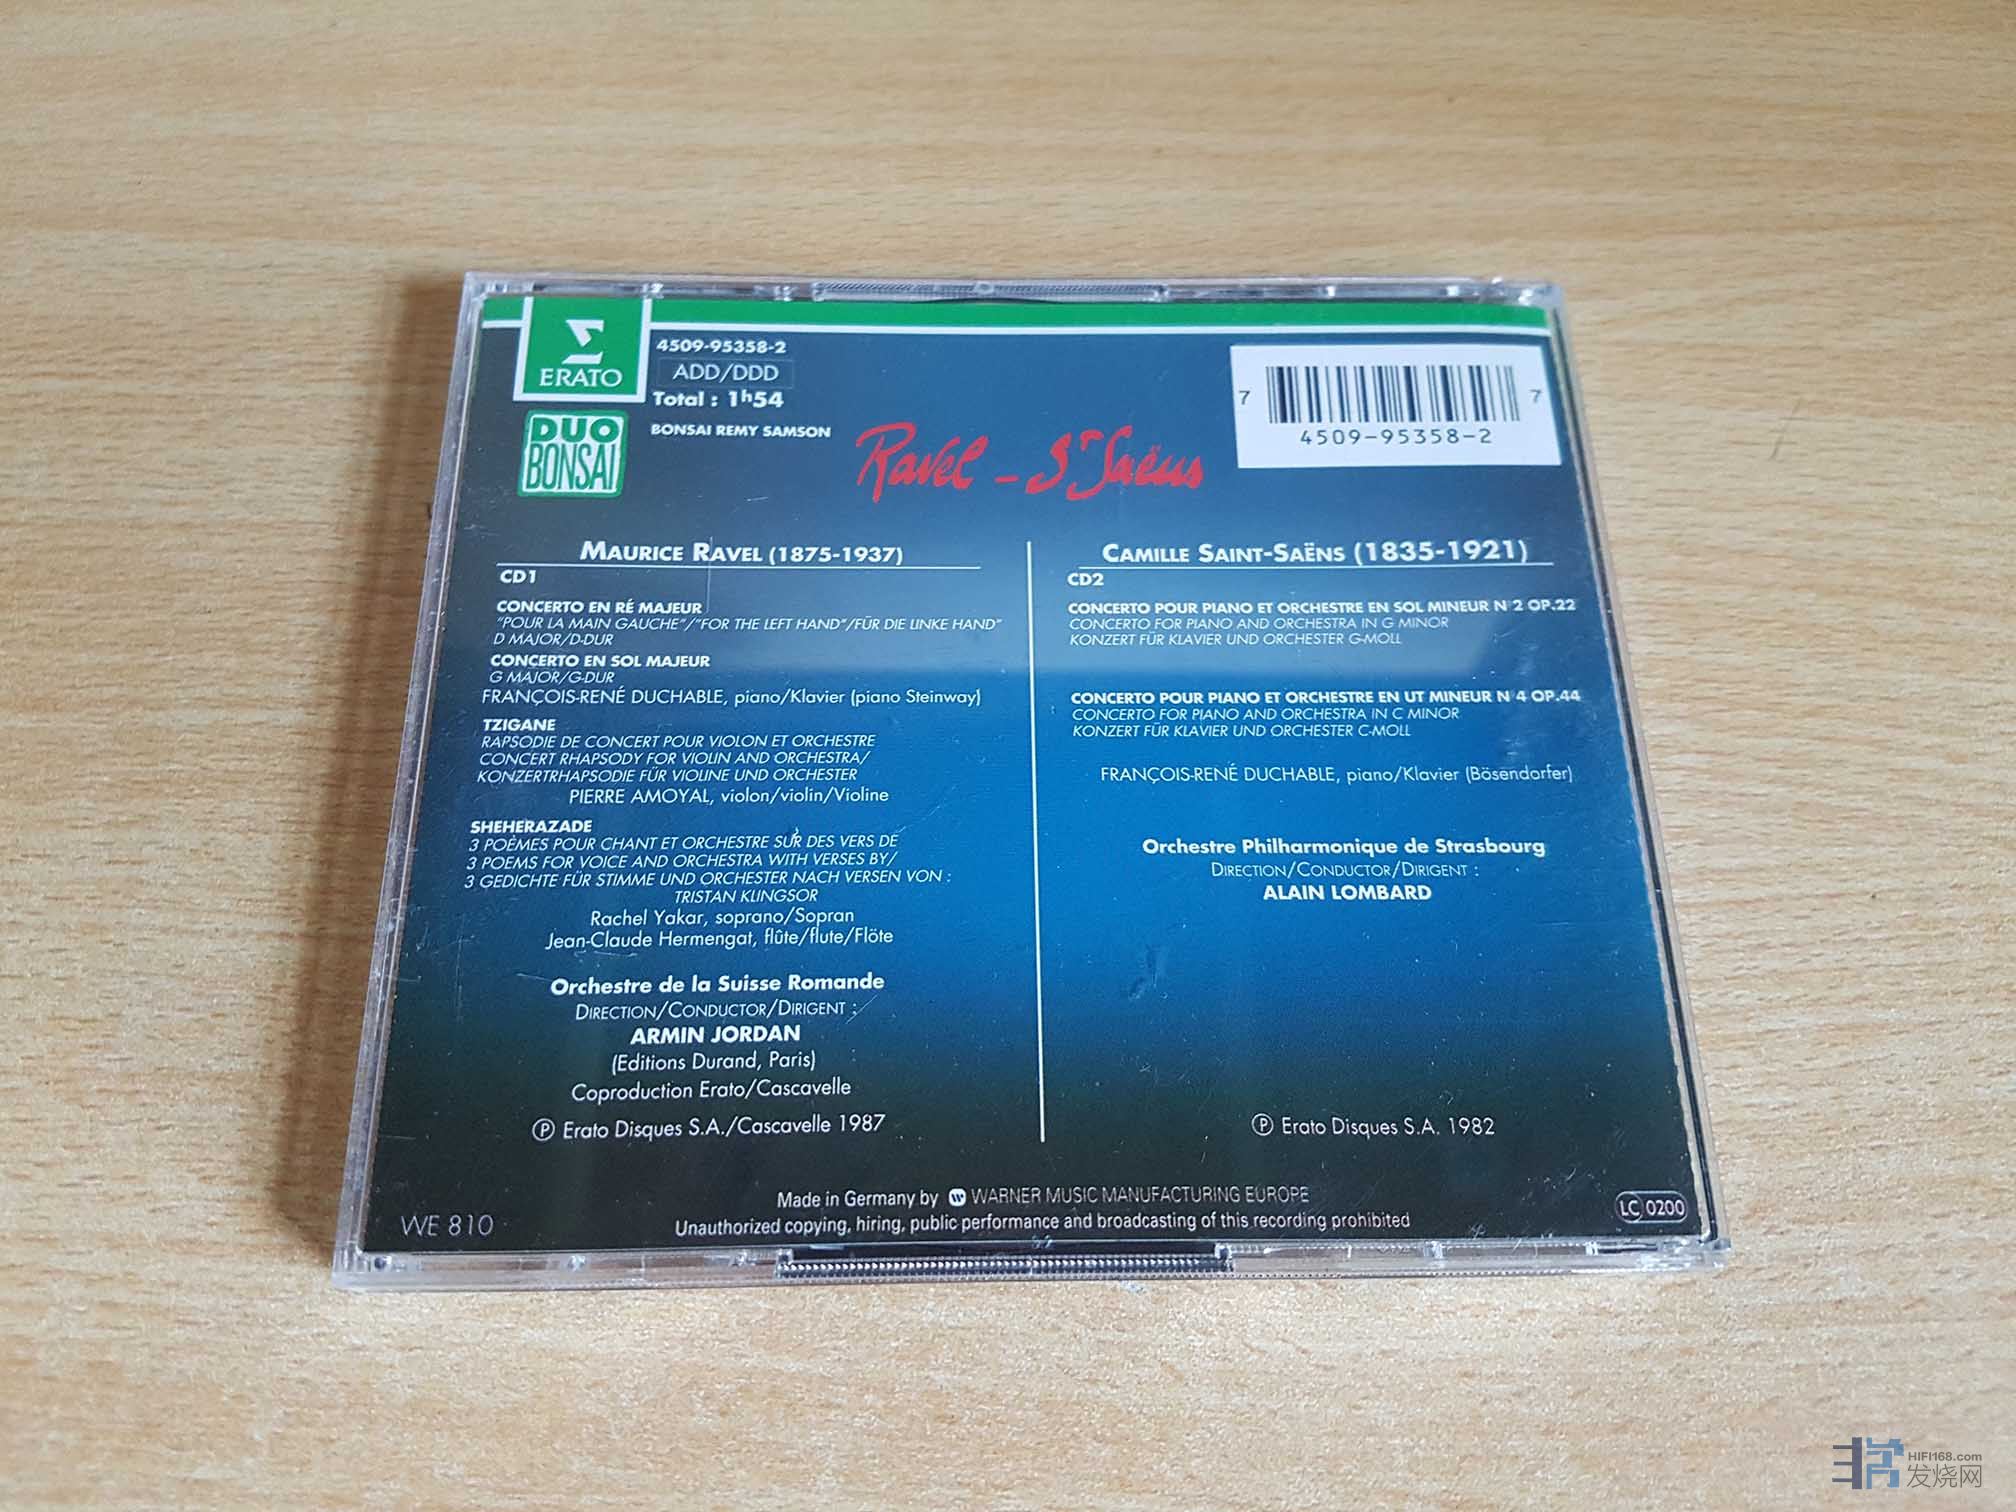 Σ
ERATO
4509-95358-2
ADD/DDD
Total : 1h54
DUO
BONSAI
BONSAI REMY SAMSON
Ravel - St Saëns
7 7
4509-95358-2
MAURICE RAVEL (1875-1937)
CD1
CONCERTO EN RÉ MAJEUR
"POUR LA MAIN GAUCHE"/"FOR THE LEFT HAND"/FÜR DIE LINKE HAND"
D MAJOR/D-DUR
CONCERTO EN SOL MAJEUR
G MAJOR/G-DUR
FRANÇOIS-RENÉ DUCHABLE, piano/Klavier (piano Steinway)
TZIGANE
RAPSODIE DE CONCERT POUR VIOLON ET ORCHESTRE
CONCERT RHAPSODY FOR VIOLIN AND ORCHESTRA/
KONZERTRHAPSODIE FÜR VIOLINE UND ORCHESTER
PIERRE AMOYAL, violon/violin/Violine
SHEHERAZADE
3 POÈMES POUR CHANT ET ORCHESTRE SUR DES VERS DE
3 POEMS FOR VOICE AND ORCHESTRA WITH VERSES BY/
3 GEDICHTE FÜR STIMME UND ORCHESTER NACH VERSEN VON :
TRISTAN KLINGSOR
Rachel Yakar, soprano/Sopran
Jean-Claude Hermengat, flûte/flute/Flöte
Orchestre de la Suisse Romande
DIRECTION/CONDUCTOR/DIRIGENT :
ARMIN JORDAN
(Editions Durand, Paris)
Coproduction Erato/Cascavelle
Ⓟ Erato Disques S.A./Cascavelle 1987
CAMILLE SAINT-SAËNS (1835-1921)
CD2
CONCERTO POUR PIANO ET ORCHESTRE EN SOL MINEUR N°2 OP.22
CONCERTO FOR PIANO AND ORCHESTRA IN G MINOR
KONZERT FÜR KLAVIER UND ORCHESTER G-MOLL
CONCERTO POUR PIANO ET ORCHESTRE EN UT MINEUR N°4 OP.44
CONCERTO FOR PIANO AND ORCHESTRA IN C MINOR
KONZERT FÜR KLAVIER UND ORCHESTER C-MOLL
FRANÇOIS-RENÉ DUCHABLE, piano/Klavier (Bösendorfer)
Orchestre Philharmonique de Strasbourg
DIRECTION/CONDUCTOR/DIRIGENT :
ALAIN LOMBARD
Ⓟ Erato Disques S.A. 1982
WE 810
Made in Germany by WARNER MUSIC MANUFACTURING EUROPE
Unauthorized copying, hiring, public performance and broadcasting of this recording prohibited
LC 0200
HIFI168.com
发烧网